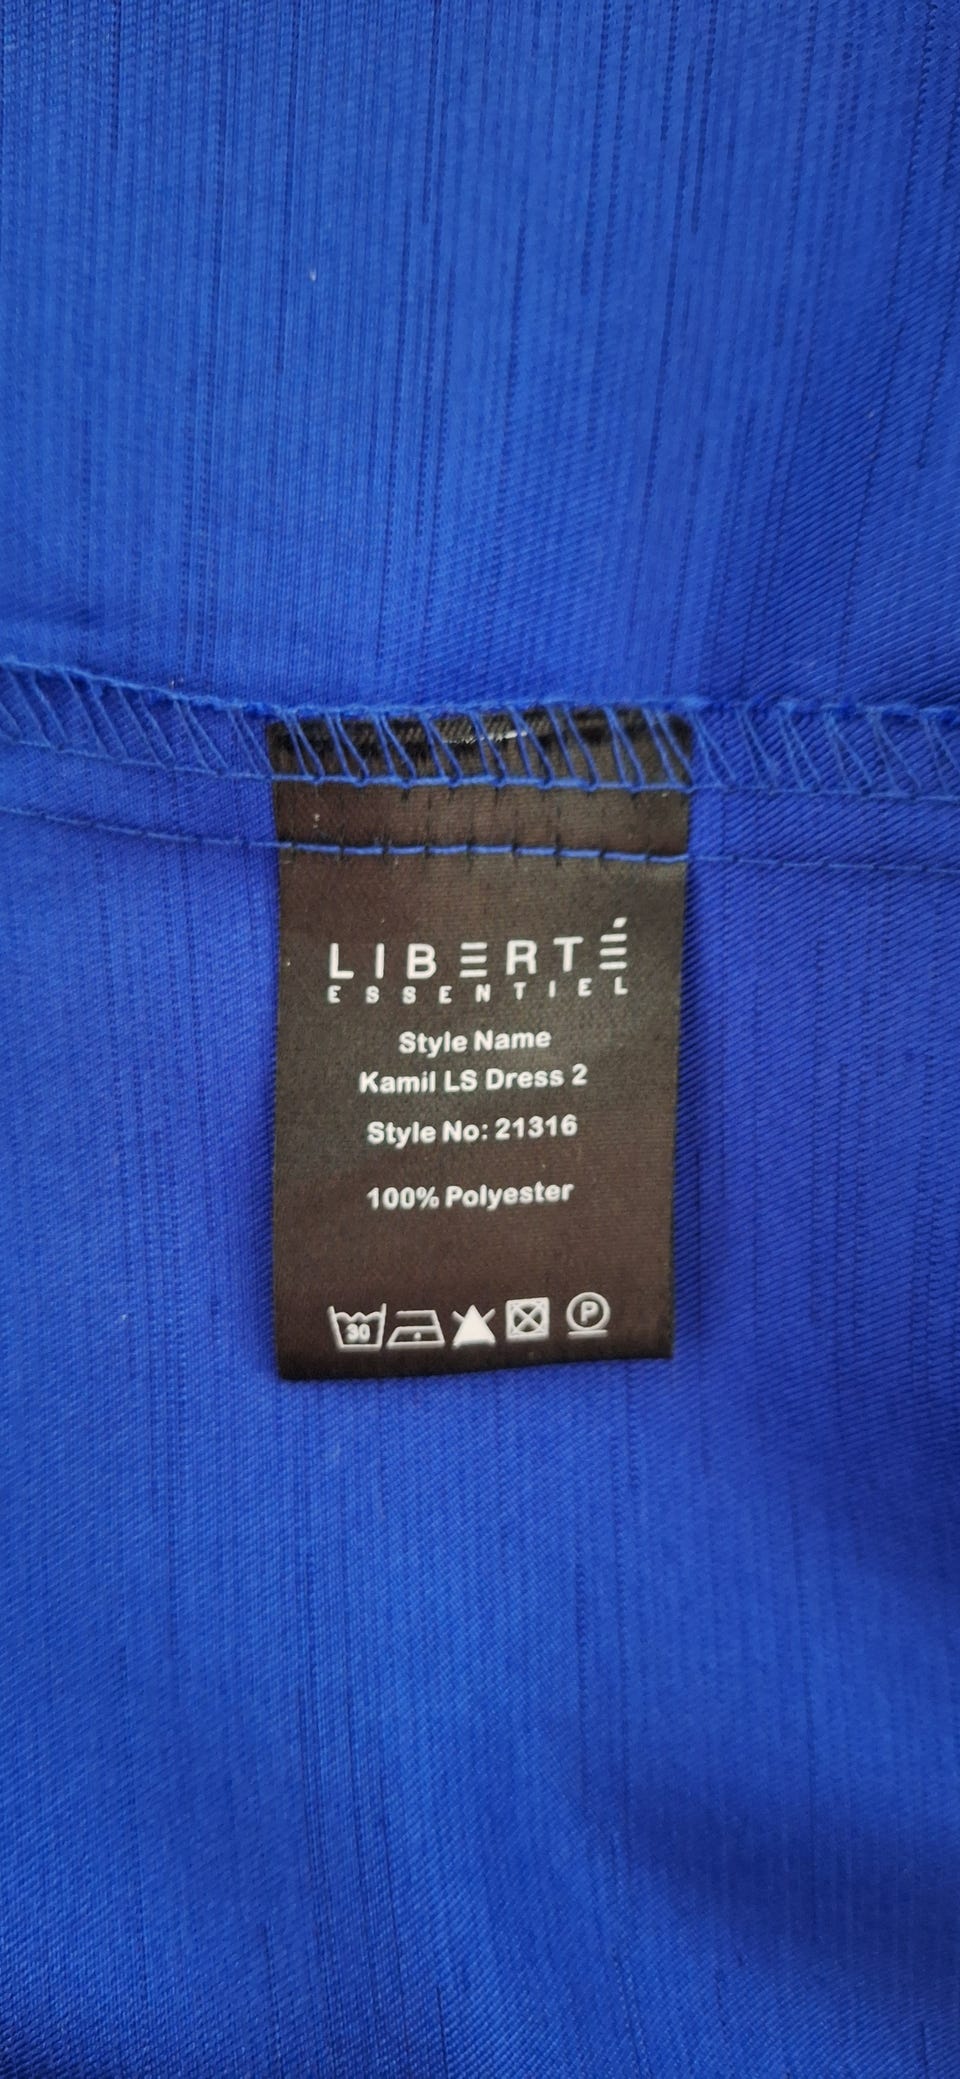 LIBERTÉ
ESSENTIEL
Style Name
Kamil LS Dress 2
Style No: 21316
100% Polyester
30 P